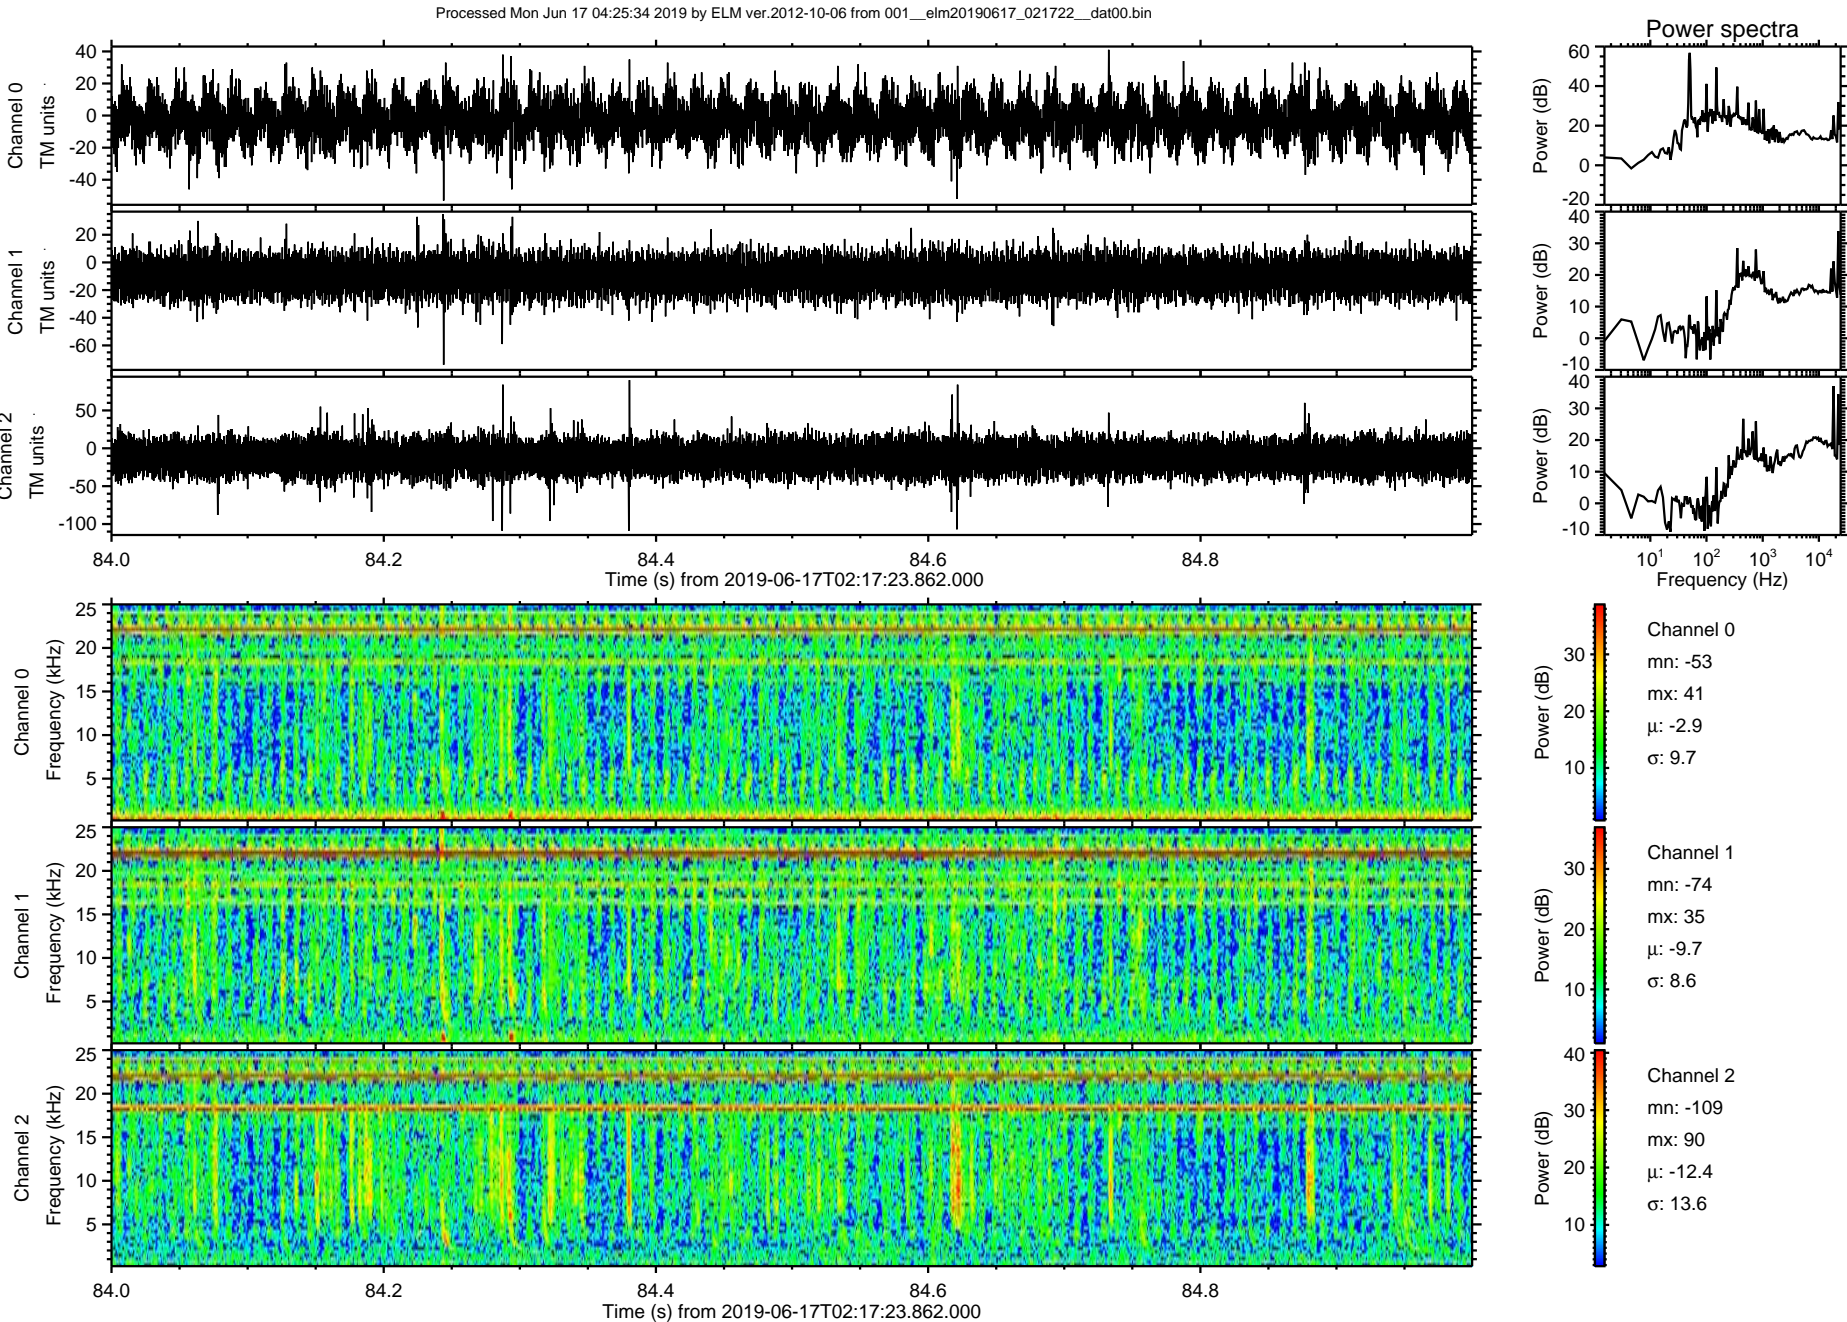 Processed Mon Jun 17 04:25:34 2019 by ELM ver.2012-10-06 from 001__elm20190617_021722__dat00.bin
Power spectra
Channel 0
TM units
40
20
0
-20
-40
Power (dB)
60
40
20
0
-20
Channel 1
TM units
20
0
-20
-40
-60
Power (dB)
40
30
20
10
0
-10
Channel 2
TM units
50
0
-50
-100
Power (dB)
40
30
20
10
0
-10
84.0 84.2 84.4 84.6 84.8
Time (s) from 2019-06-17T02:17:23.862.000
10^1 10^2 10^3 10^4
Frequency (Hz)
Channel 0
Frequency (kHz)
25
20
15
10
5
Power (dB)
30
20
10
Channel 0
mn: -53
mx: 41
μ: -2.9
σ: 9.7
Channel 1
Frequency (kHz)
25
20
15
10
5
Power (dB)
30
20
10
Channel 1
mn: -74
mx: 35
μ: -9.7
σ: 8.6
Channel 2
Frequency (kHz)
25
20
15
10
5
Power (dB)
40
30
20
10
Channel 2
mn: -109
mx: 90
μ: -12.4
σ: 13.6
84.0 84.2 84.4 84.6 84.8
Time (s) from 2019-06-17T02:17:23.862.000